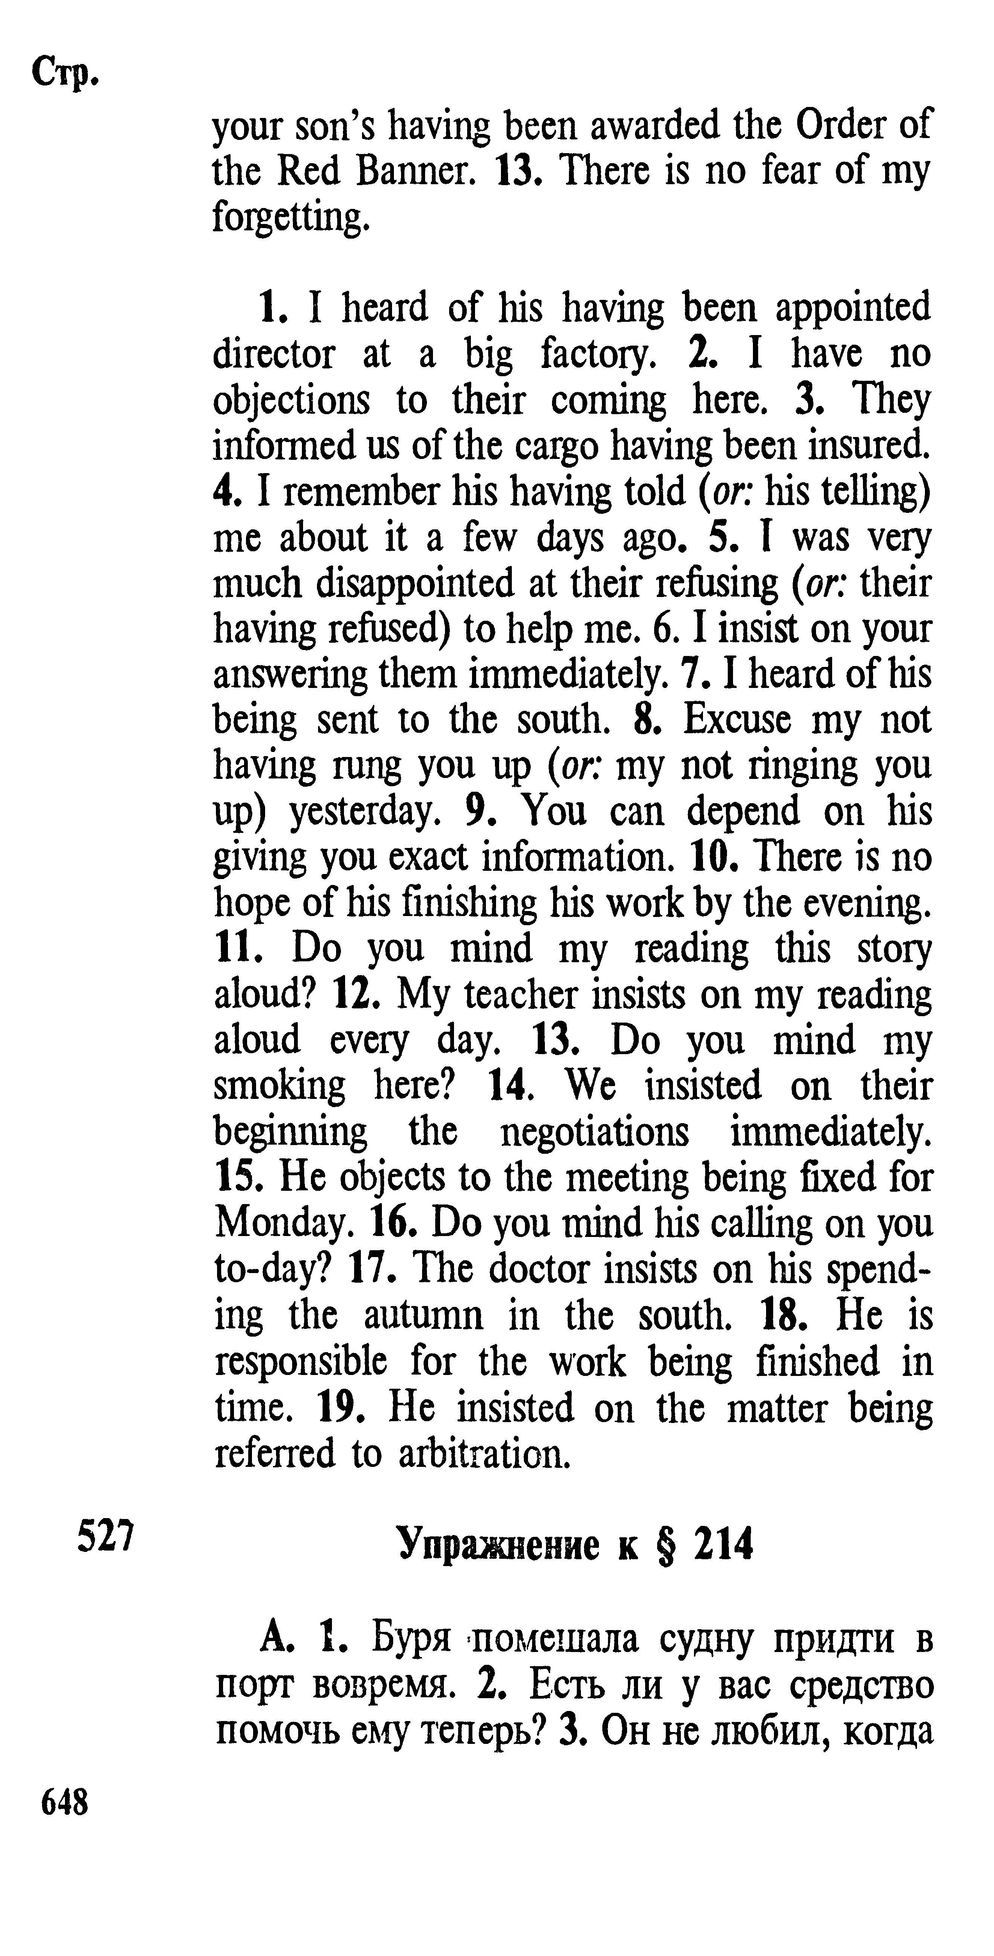 Стр.
your son's having been awarded the Order of
the Red Banner. 13. There is no fear of my
forgetting.
1. I heard of his having been appointed
director at a big factory. 2. I have no
objections to their coming here. 3. They
informed us of the cargo having been insured.
4. I remember his having told (or: his telling)
me about it a few days ago. 5. I was very
much disappointed at their refusing (or: their
having refused) to help me. 6. I insist on your
answering them immediately. 7. I heard of his
being sent to the south. 8. Excuse my not
having rung you up (or: my not ringing you
up) yesterday. 9. You can depend on his
giving you exact information. 10. There is no
hope of his finishing his work by the evening.
11. Do you mind my reading this story
aloud? 12. My teacher insists on my reading
aloud every day. 13. Do you mind my
smoking here? 14. We insisted on their
beginning the negotiations immediately.
15. He objects to the meeting being fixed for
Monday. 16. Do you mind his calling on you
to-day? 17. The doctor insists on his spend-
ing the autumn in the south. 18. He is
responsible for the work being finished in
time. 19. He insisted on the matter being
referred to arbitration.
527 Упражнение к § 214
А. 1. Буря помешала судну придти в
порт вовремя. 2. Есть ли у вас средство
помочь ему теперь? 3. Он не любил, когда
648